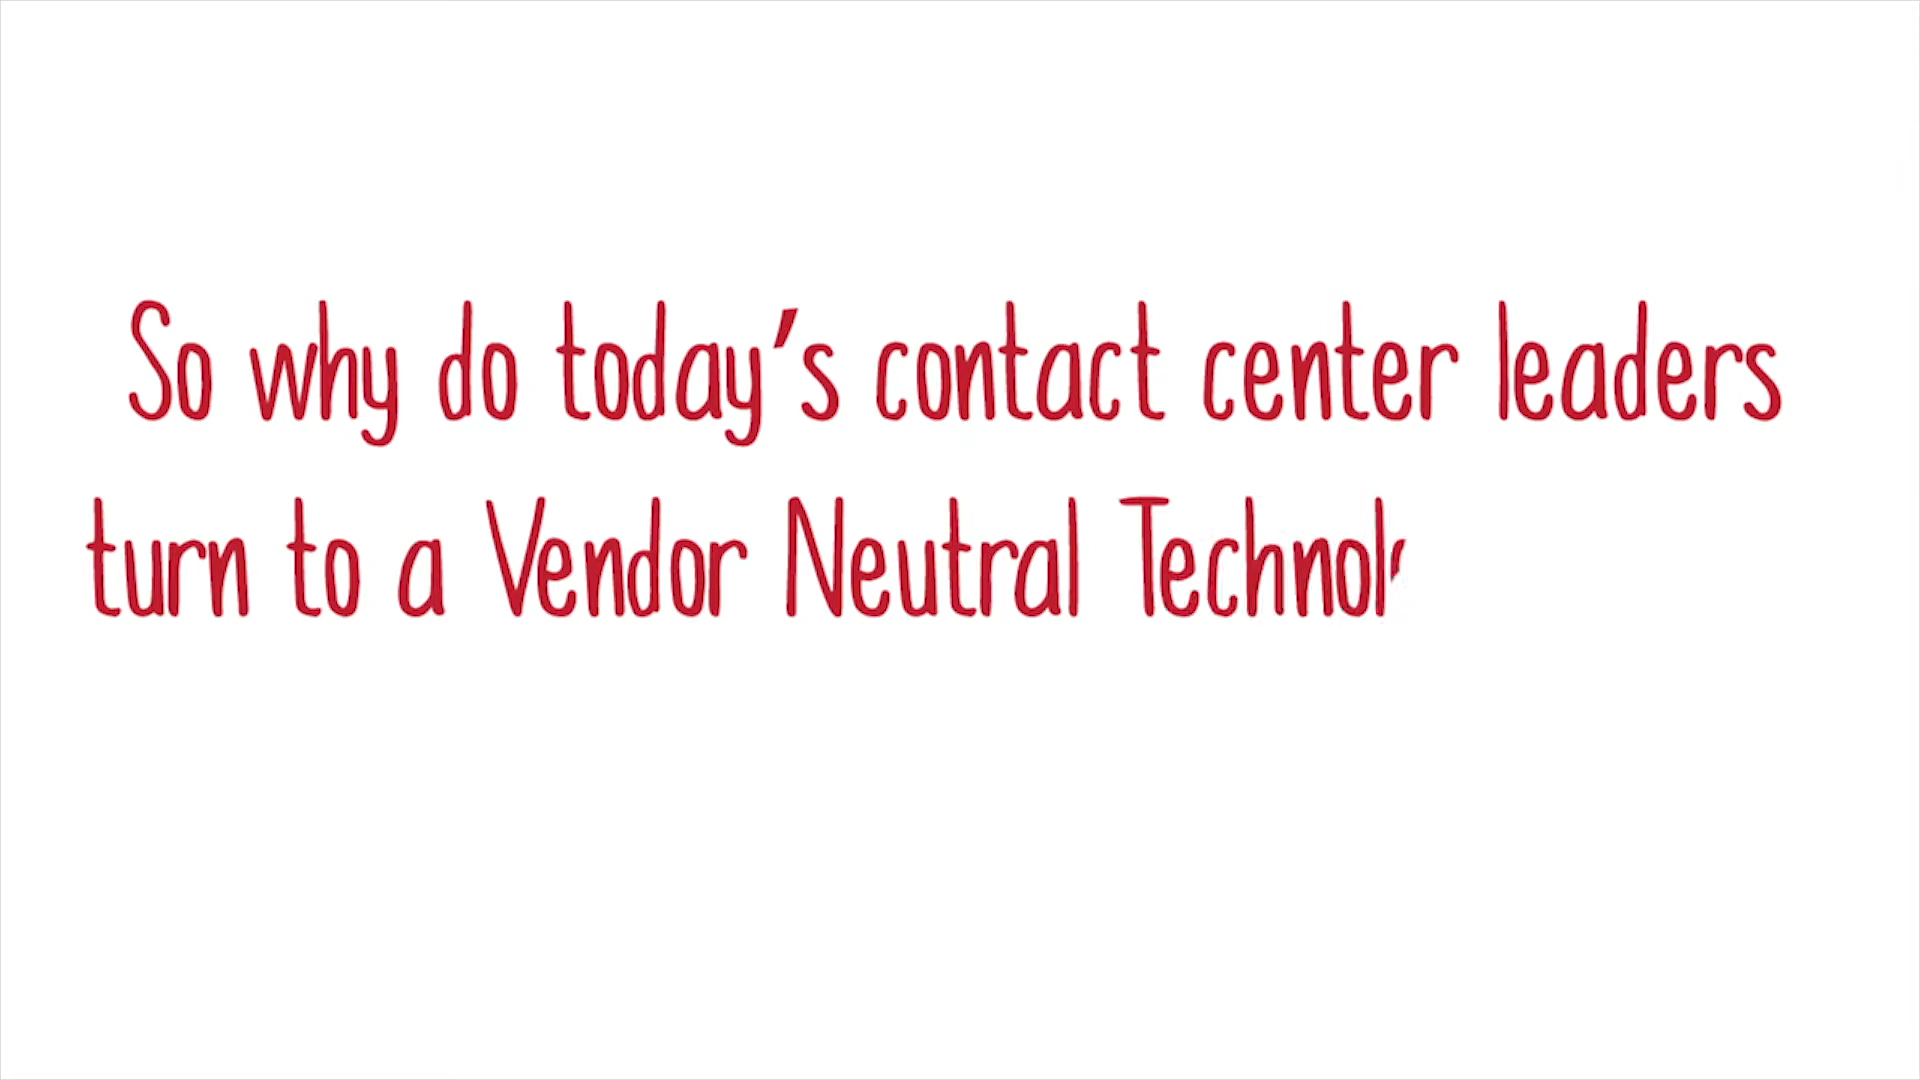 So why do today's contact center leaders
turn to a Vendor Neutral Technol